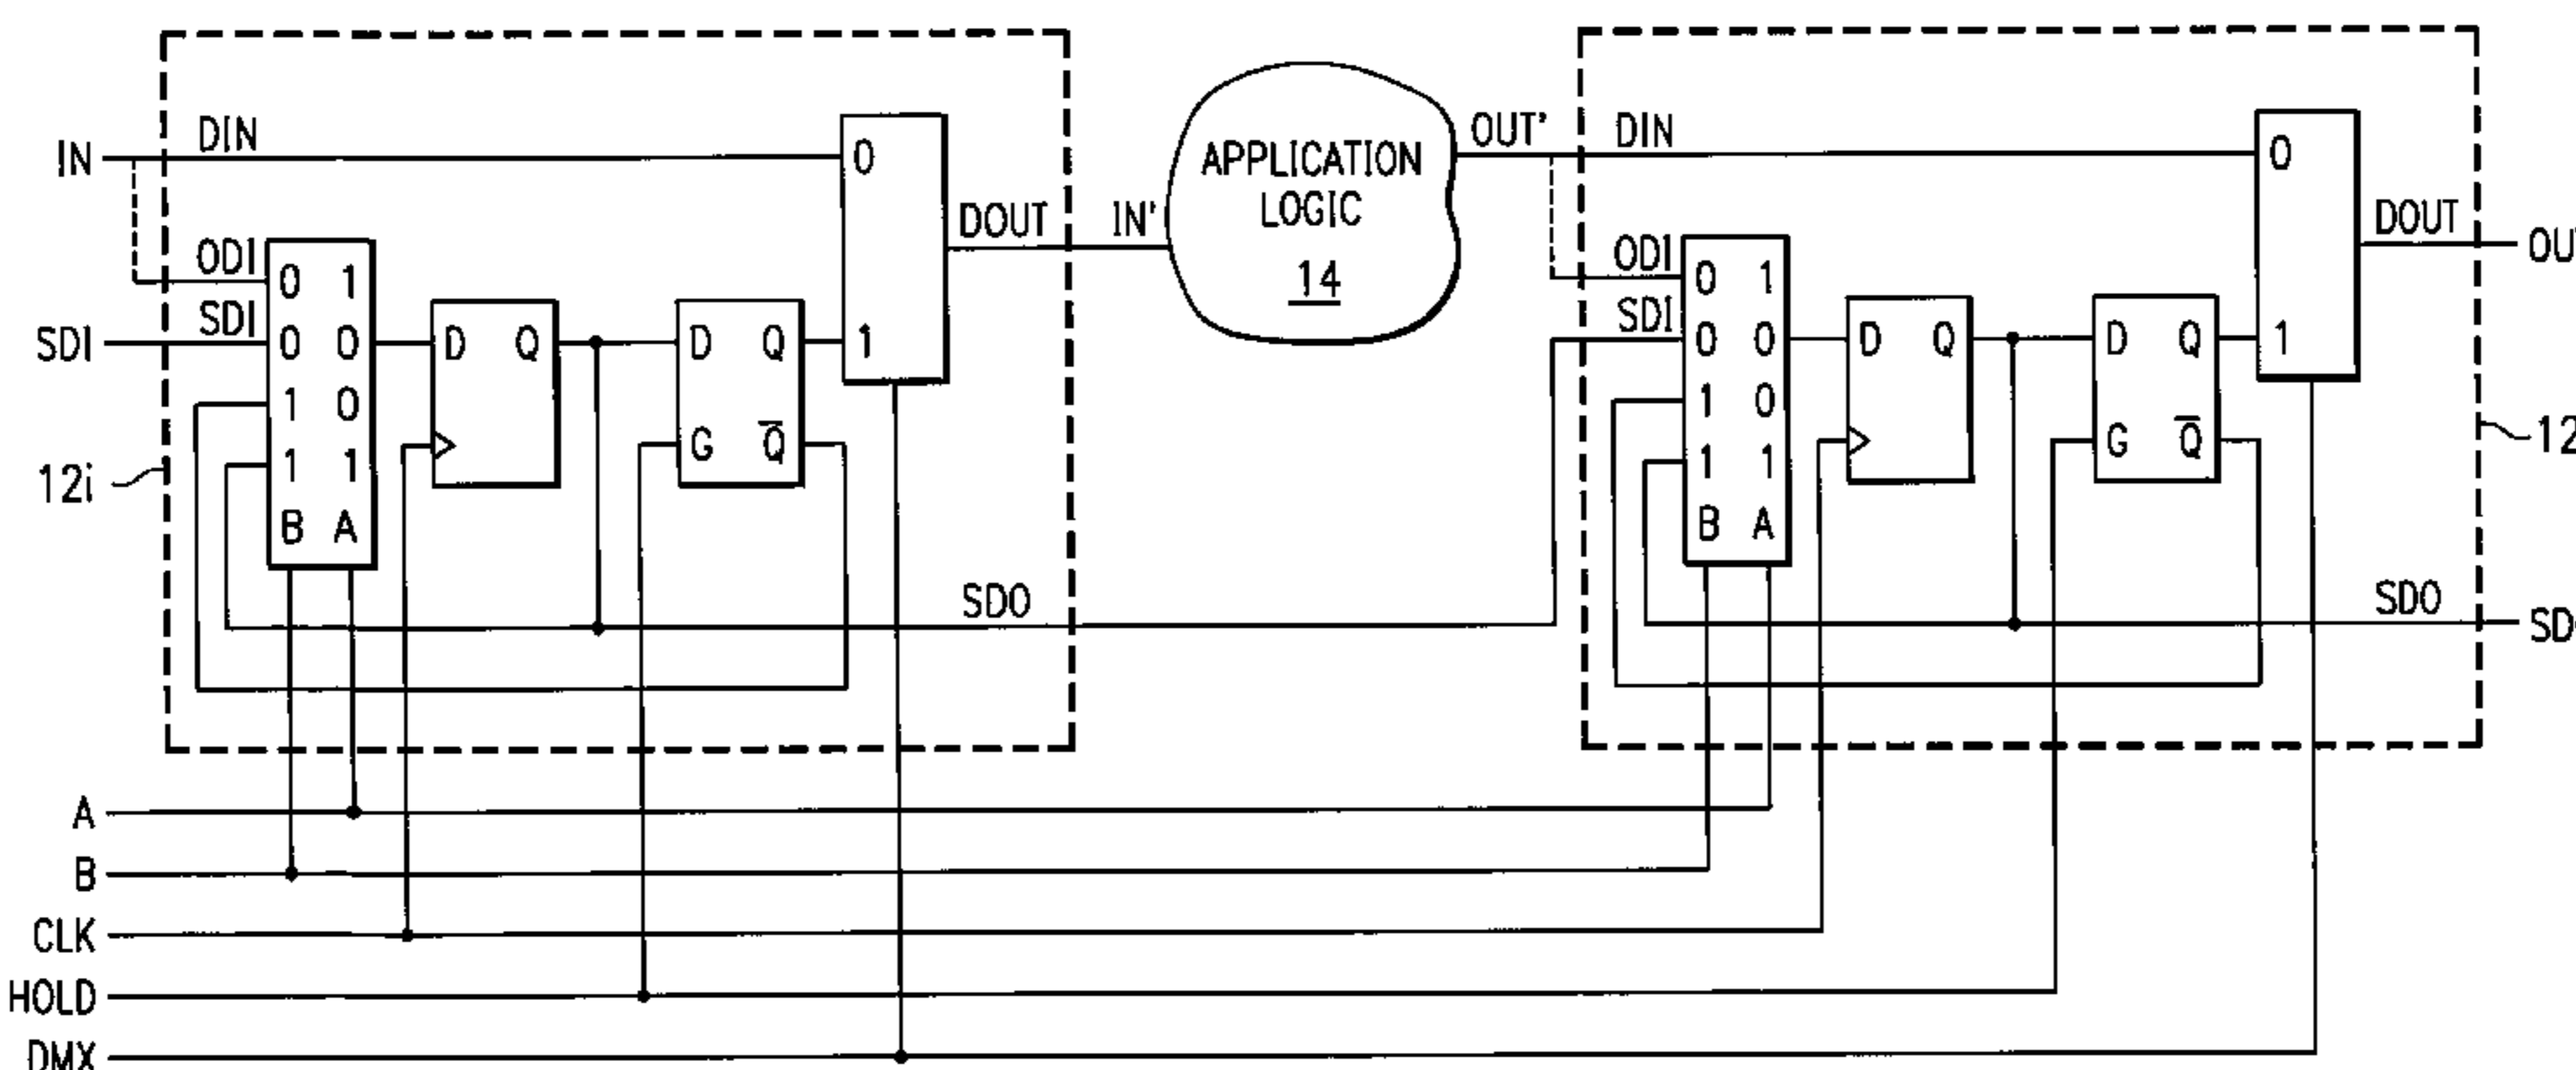 IN
DIN
0
DOUT
IN'
ODI
SDI
SDI
0 1
0 0
1 0
1 1
B A
D Q
D Q
G Q̅
1
12i
SDO
APPLICATION
LOGIC
14
OUT'
DIN
0
DOUT
ODI
SDI
0 1
0 0
1 0
1 1
B A
D Q
D Q
G Q̅
1
12
SDO
A
B
CLK
HOLD
DMX